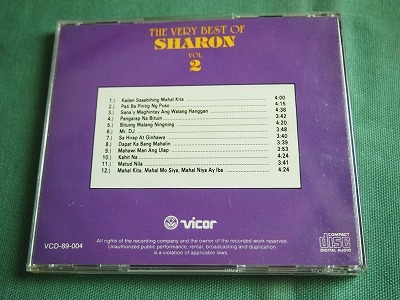 THE VERY BEST OF
SHARON
VOL
2
1.) Kailan Sasabihing Mahal Kita 4:00
2.) Pati Ba Pintig Ng Puso 4:15
3.) Sana'y Maghintay Ang Walang Hanggan 4:38
4.) Pangarap Na Bituin 3:42
5.) Bituing Walang Ningning 4:20
6.) Mr. DJ 3:48
7.) Sa Hirap At Ginhawa 3:40
8.) Dapat Ka Bang Mahalin 3:39
9.) Mahawi Man Ang Ulap 3:53
10.) Kahit Na 4:24
11.) Matud Nila 4:41
12.) Mahal Kita, Mahal Mo Siya, Mahal Niya Ay Iba 4:24
vicor
VCD-89-004
All rights of the recording company and the owner of the recorded work reserved.
Unauthorized public performance, rental, broadcasting and duplication
is a violation of applicable laws.
COMPACT
disc
DIGITAL AUDIO